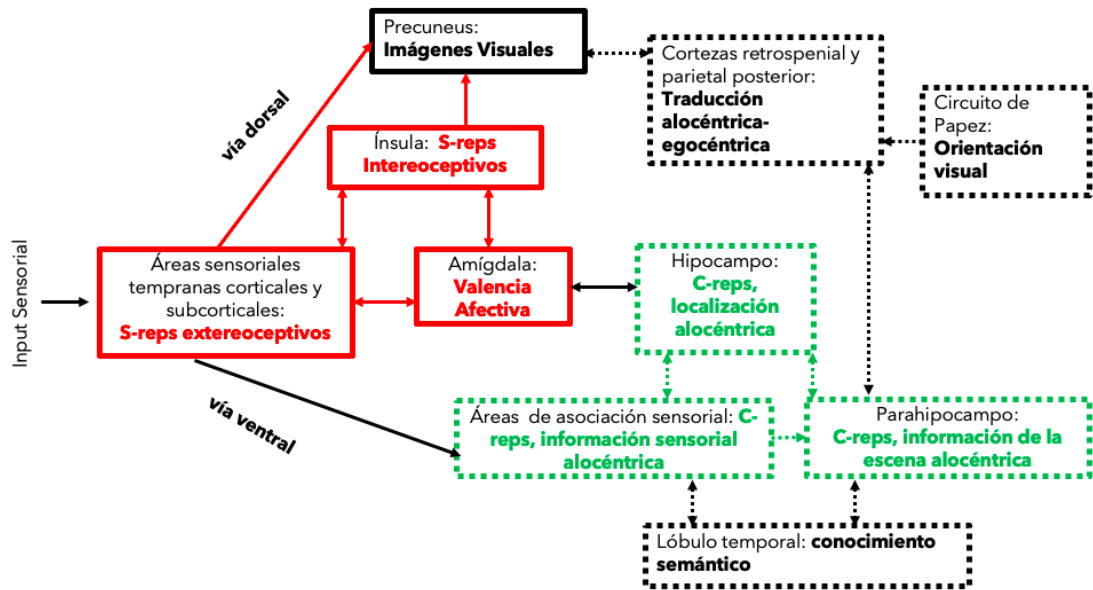 Precuneus:
Imágenes Visuales
Cortezas retrospenial y
parietal posterior:
Traducción
alocéntrica-
egocéntrica
Circuito de
Papez:
Orientación
visual
vía dorsal
Ínsula: S-reps
Intereoceptivos
Input Sensorial
Áreas sensoriales
tempranas corticales y
subcorticales:
S-reps extereoceptivos
Amígdala:
Valencia
Afectiva
Hipocampo:
C-reps,
localización
alocéntrica
vía ventral
Áreas de asociación sensorial: C-
reps, información sensorial
alocéntrica
Parahipocampo:
C-reps, información de la
escena alocéntrica
Lóbulo temporal: conocimiento
semántico